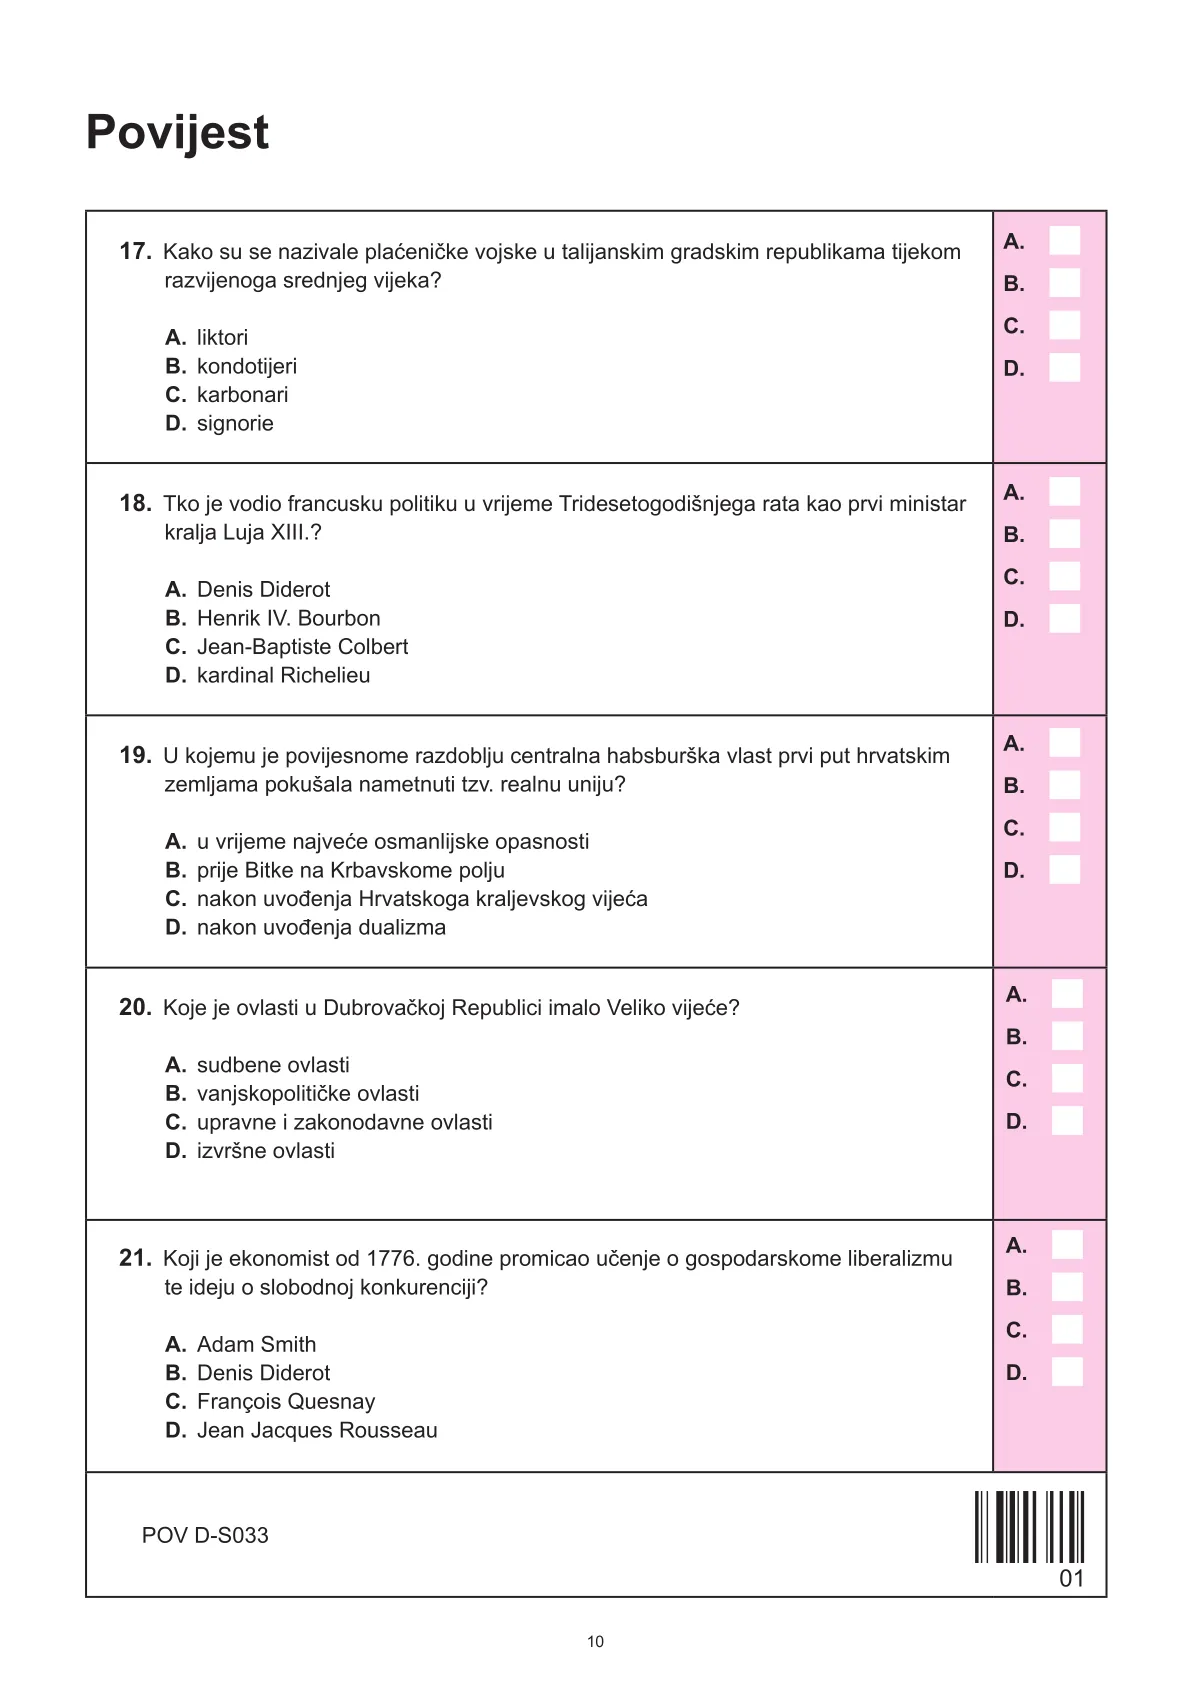 Povijest
17. Kako su se nazivale plaćeničke vojske u talijanskim gradskim republikama tijekom
razvijenoga srednjeg vijeka?
A. liktori
B. kondotijeri
C. karbonari
D. signorie
A.
B.
C.
D.
18. Tko je vodio francusku politiku u vrijeme Tridesetogodišnjega rata kao prvi ministar
kralja Luja XIII.?
A. Denis Diderot
B. Henrik IV. Bourbon
C. Jean-Baptiste Colbert
D. kardinal Richelieu
A.
B.
C.
D.
19. U kojemu je povijesnome razdoblju centralna habsburška vlast prvi put hrvatskim
zemljama pokušala nametnuti tzv. realnu uniju?
A. u vrijeme najveće osmanlijske opasnosti
B. prije Bitke na Krbavskome polju
C. nakon uvođenja Hrvatskoga kraljevskog vijeća
D. nakon uvođenja dualizma
A.
B.
C.
D.
20. Koje je ovlasti u Dubrovačkoj Republici imalo Veliko vijeće?
A. sudbene ovlasti
B. vanjskopolitičke ovlasti
C. upravne i zakonodavne ovlasti
D. izvršne ovlasti
A.
B.
C.
D.
21. Koji je ekonomist od 1776. godine promicao učenje o gospodarskome liberalizmu
te ideju o slobodnoj konkurenciji?
A. Adam Smith
B. Denis Diderot
C. François Quesnay
D. Jean Jacques Rousseau
A.
B.
C.
D.
POV D-S033
01
10